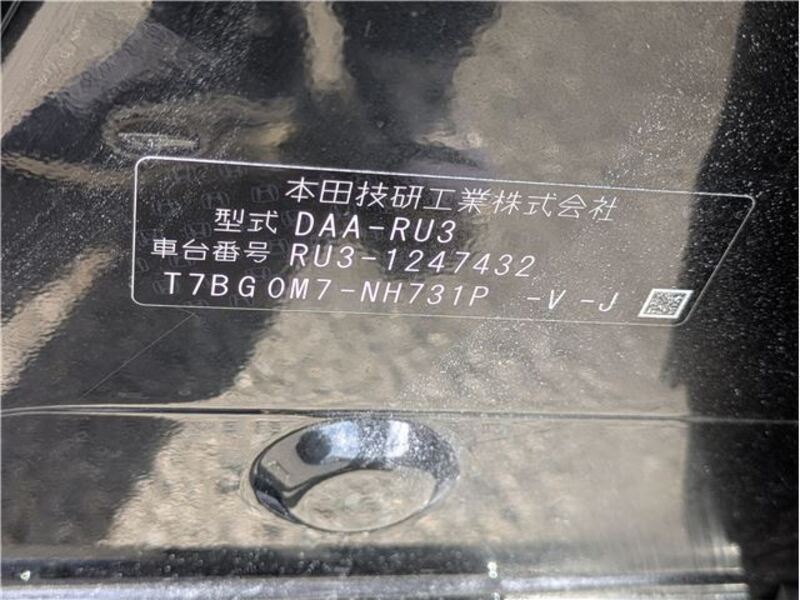 本田技研工業株式会社
型式 DAA-RU3
車台番号 RU3-1247432
T7BG0M7-NH731P -V -J